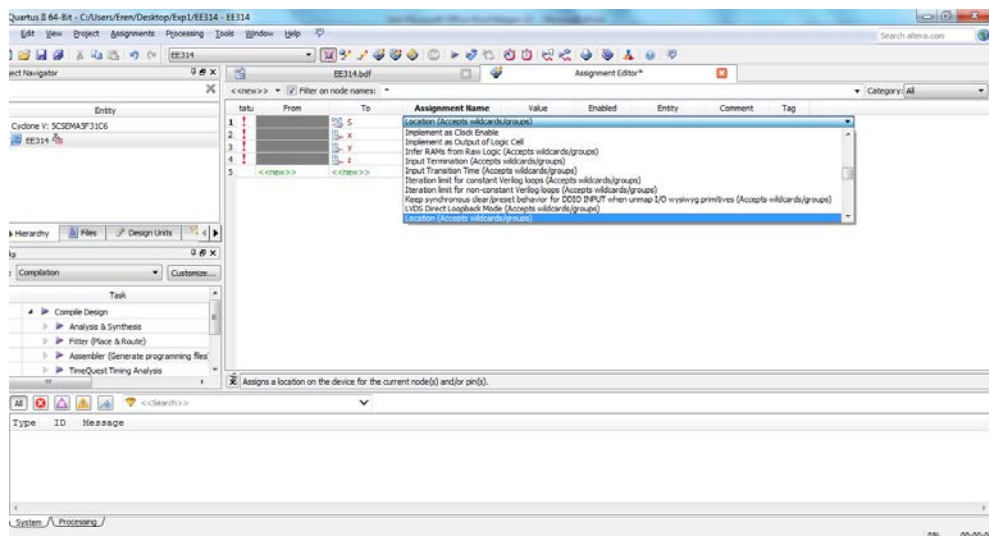 Quartus II 64-Bit - C:/Users/Eren/Desktop/Exp1/EE314 - EE314
Edit View Project Assignments Processing Tools Window Help
Search altera.com
EE314
ect Navigator
EE314.bdf
Assignment Editor*
<<new>> Filter on node names: *
Category: All
Entity
Cyclone V: 5CSEMA5F31C6
EE314
tatu From To Assignment Name Value Enabled Entity Comment Tag
1 ! S Location (Accepts wildcards/groups)
2 ! x
3 ! y
4 ! z
5 <<new>> <<new>>
Implement as Clock Enable
Implement as Output of Logic Cell
Infer RAMs from Raw Logic (Accepts wildcards/groups)
Input Termination (Accepts wildcards/groups)
Input Transition Time (Accepts wildcards/groups)
Iteration limit for constant Verilog loops (Accepts wildcards/groups)
Iteration limit for non-constant Verilog loops (Accepts wildcards/groups)
Keep synchronous clear/preset behavior for DDIO INPUT when unmap I/O wysiwyg primitives (Accepts wildcards/groups)
LVDS Direct Loopback Mode (Accepts wildcards/groups)
Location (Accepts wildcards/groups)
Hierarchy Files Design Units
Compilation Customize...
Task
Compile Design
Analysis & Synthesis
Fitter (Place & Route)
Assembler (Generate programming files)
TimeQuest Timing Analysis
Assigns a location on the device for the current node(s) and/or pin(s).
All <<Search>>
Type ID Message
System Processing
0% 00:00:0